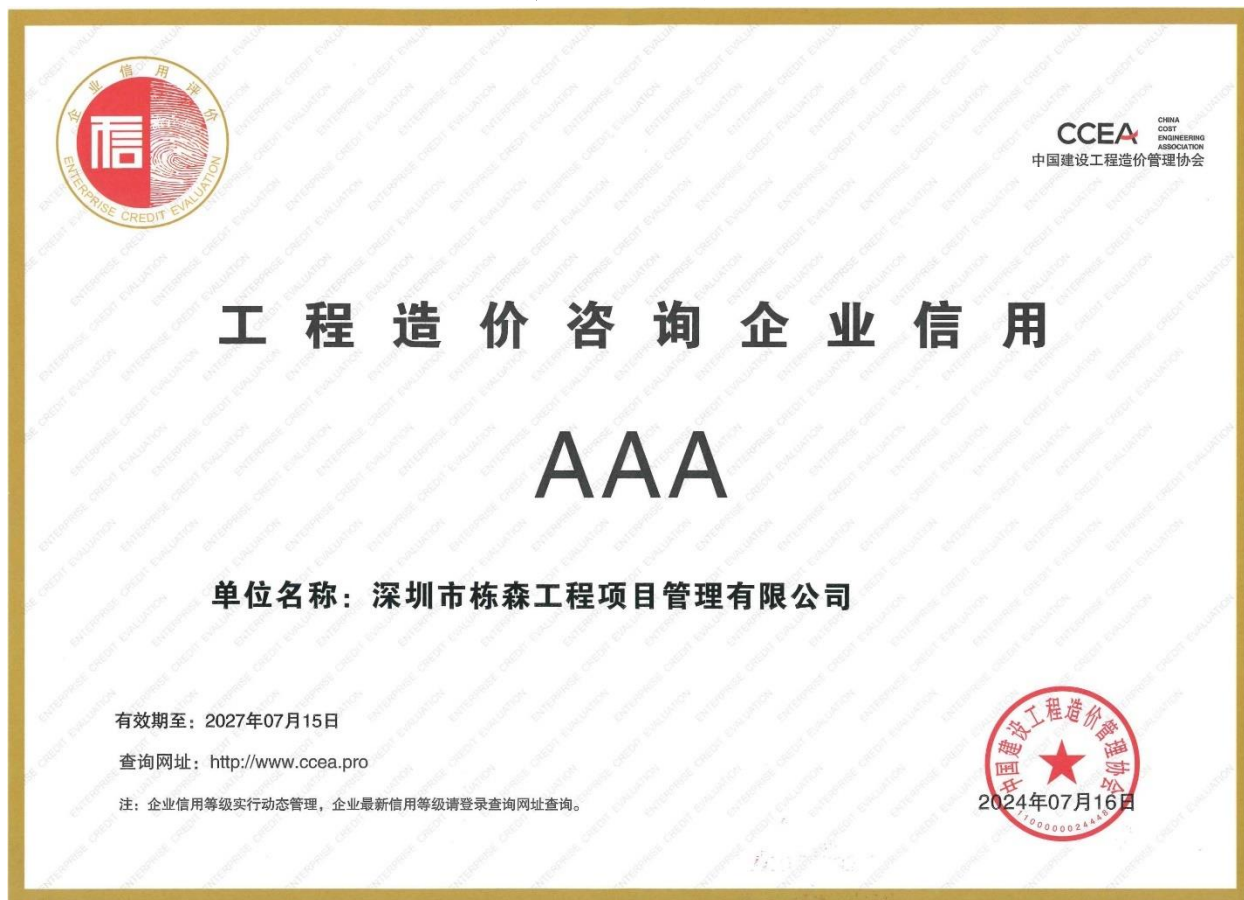 企业信用评价
信
ENTERPRISE CREDIT EVALUATION
CCEA
CHINA
COST
ENGINEERING
ASSOCIATION
中国建设工程造价管理协会
工程造价咨询企业信用
AAA
单位名称：深圳市栋森工程项目管理有限公司
有效期至：2027年07月15日
查询网址：http://www.ccea.pro
注：企业信用等级实行动态管理，企业最新信用等级请登录查询网址查询。
中国建设工程造价管理协会
2024年07月16日